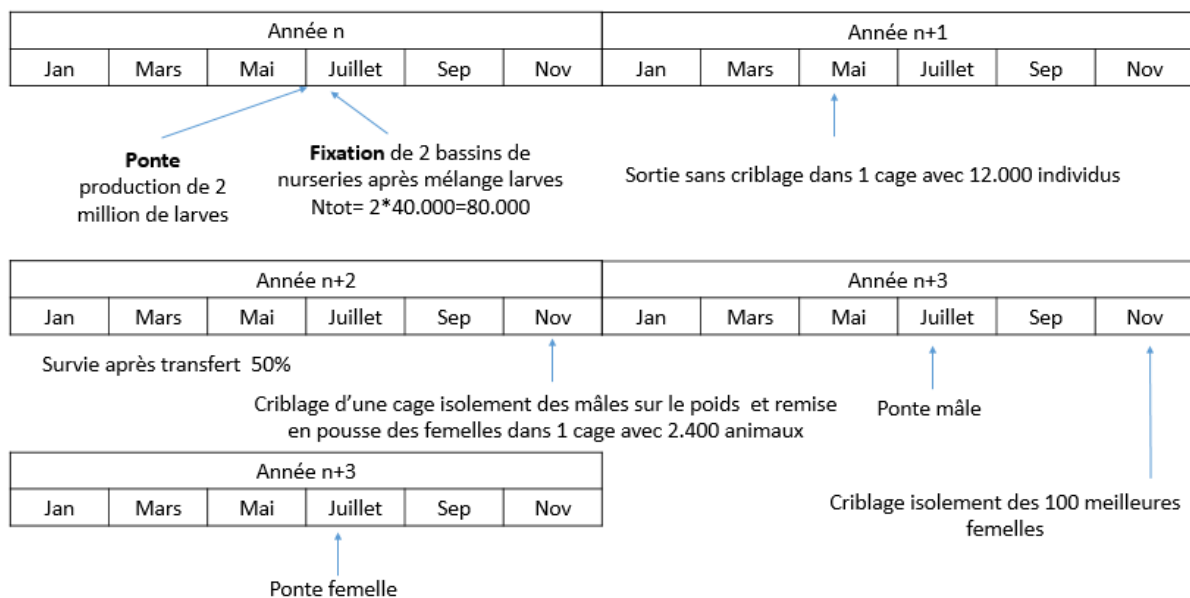 Année n
Année n+1
Jan Mars Mai Juillet Sep Nov Jan Mars Mai Juillet Sep Nov
Ponte
production de 2
million de larves
Fixation de 2 bassins de
nurseries après mélange larves
Ntot= 2*40.000=80.000
Sortie sans criblage dans 1 cage avec 12.000 individus
Année n+2
Année n+3
Jan Mars Mai Juillet Sep Nov Jan Mars Mai Juillet Sep Nov
Survie après transfert 50%
Criblage d'une cage isolement des mâles sur le poids et remise
en pousse des femelles dans 1 cage avec 2.400 animaux
Ponte mâle
Criblage isolement des 100 meilleures
femelles
Année n+3
Jan Mars Mai Juillet Sep Nov
Ponte femelle